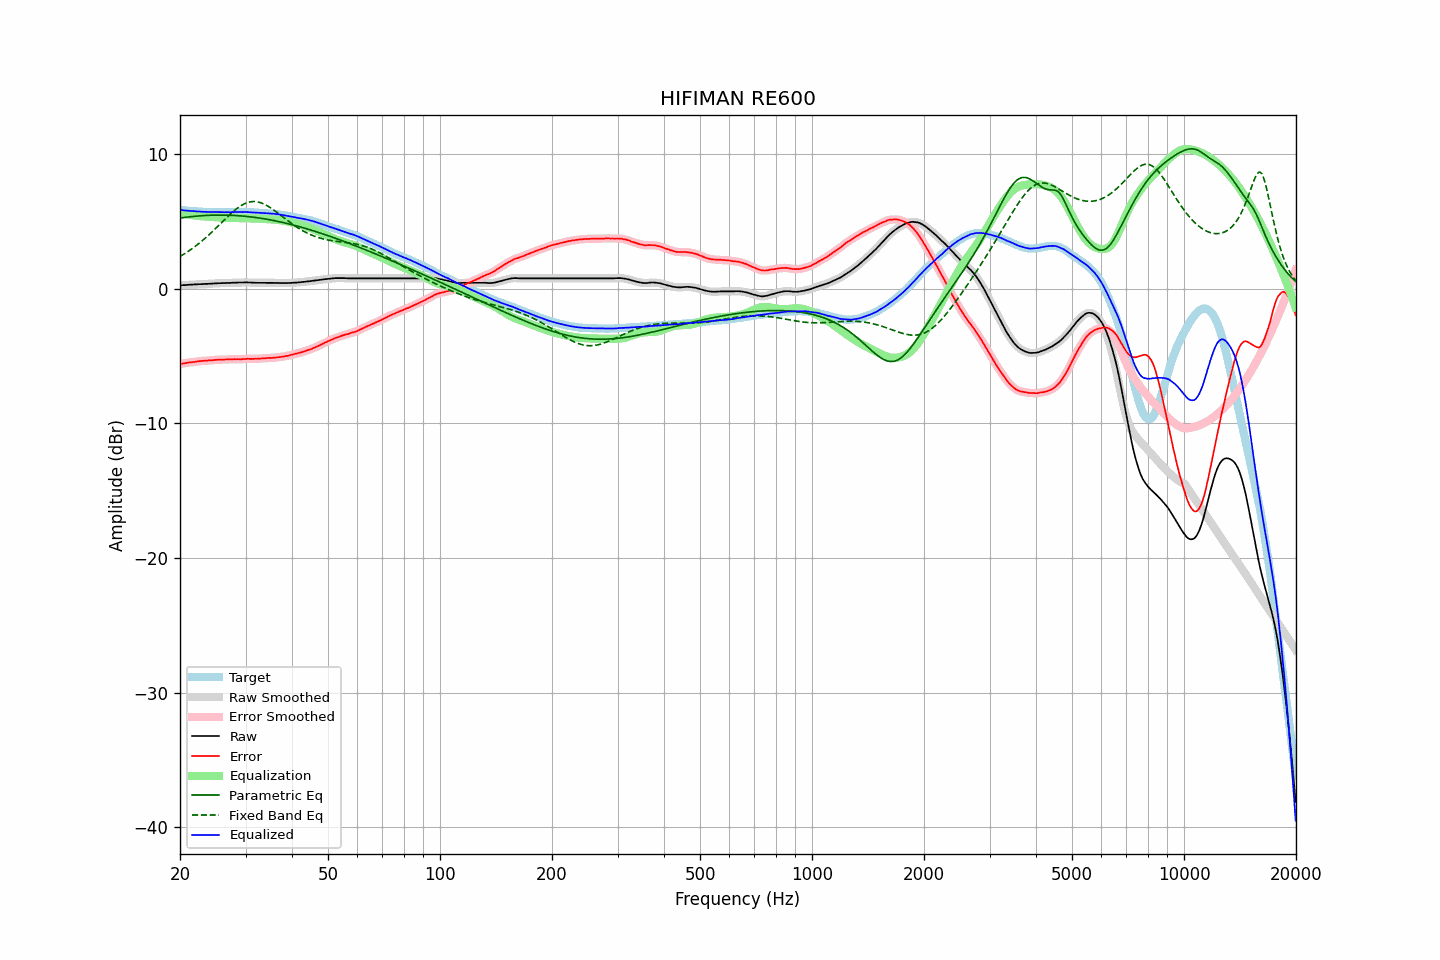 HIFIMAN RE600
Amplitude (dBr)
10
0
−10
−20
−30
−40
Target
Raw Smoothed
Error Smoothed
Raw
Error
Equalization
Parametric Eq
Fixed Band Eq
Equalized
20 50 100 200 500 1000 2000 5000 10000 20000
Frequency (Hz)